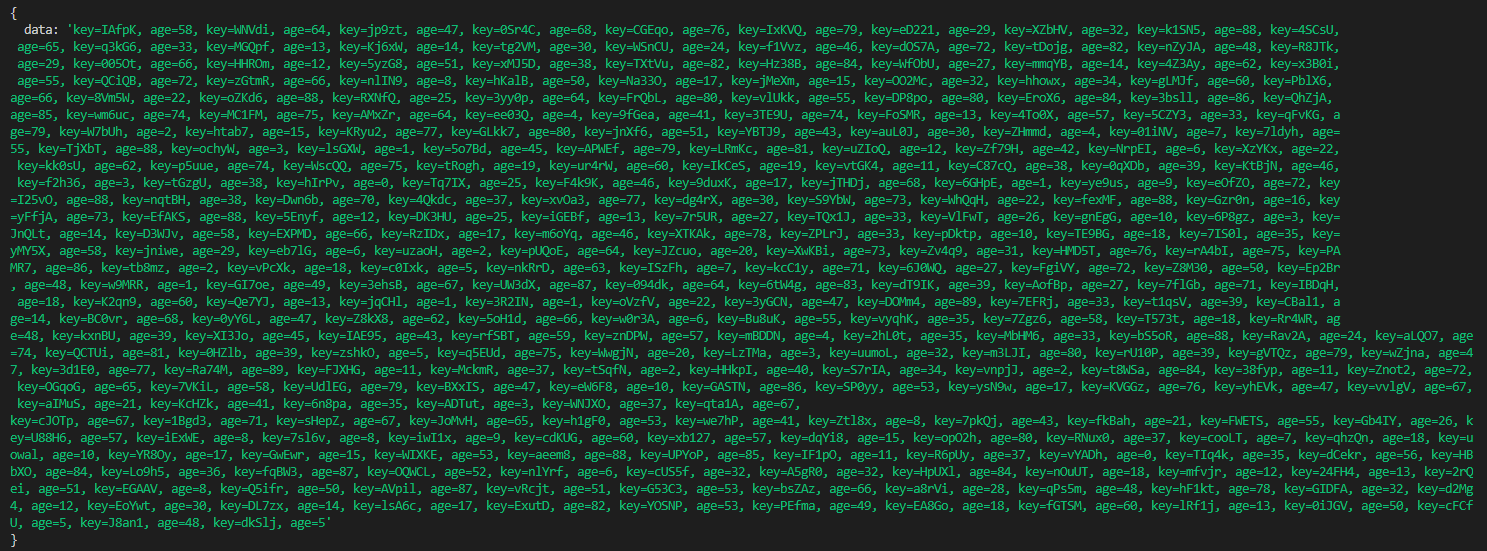 {
  data: 'key=IAfpK, age=58, key=WNVdi, age=64, key=jp9zt, age=47, key=0Sr4C, age=68, key=CGEqo, age=76, key=IxKVQ, age=79, key=eD221, age=29, key=XZbHV, age=32, key=k1SN5, age=88, key=4SCsU,
age=65, key=q3kG6, age=33, key=MGQpf, age=13, key=Kj6xW, age=14, key=tg2VM, age=30, key=WSnCU, age=24, key=f1Vvz, age=46, key=dOS7A, age=72, key=tDojg, age=82, key=nZyJA, age=48, key=R8JTk,
age=29, key=005Ot, age=66, key=HHROm, age=12, key=5yzG8, age=51, key=xMJ5D, age=38, key=TXtVu, age=82, key=Hz38B, age=84, key=WfObU, age=27, key=mmqYB, age=14, key=4Z3Ay, age=62, key=x3B0i,
age=55, key=QCiQB, age=72, key=zGtmR, age=66, key=nlIN9, age=8, key=hKalB, age=50, key=Na33O, age=17, key=jMeXm, age=15, key=OO2Mc, age=32, key=hhowx, age=34, key=gLMJf, age=60, key=PblX6,
age=66, key=8Vm5W, age=22, key=oZKd6, age=88, key=RXNfQ, age=25, key=3yy0p, age=64, key=FrQbL, age=80, key=vlUkk, age=55, key=DP8po, age=80, key=EroX6, age=84, key=3bsll, age=86, key=QhZjA,
age=85, key=wm6uc, age=74, key=MC1FM, age=75, key=AMxZr, age=64, key=ee03Q, age=4, key=9fGea, age=41, key=3TE9U, age=74, key=FoSMR, age=13, key=4To0X, age=57, key=5CZY3, age=33, key=qFvKG, a
ge=79, key=W7bUh, age=2, key=htab7, age=15, key=KRyu2, age=77, key=GLkk7, age=80, key=jnXf6, age=51, key=YBTJ9, age=43, key=auL0J, age=30, key=ZHmmd, age=4, key=01iNV, age=7, key=7ldyh, age=
55, key=TjXbT, age=88, key=ochyW, age=3, key=lsGXW, age=1, key=5o7Bd, age=45, key=APWEf, age=79, key=LRmKc, age=81, key=uZIoQ, age=12, key=Zf79H, age=42, key=NrpEI, age=6, key=XzYKx, age=22,
key=kk0sU, age=62, key=p5uue, age=74, key=WscQQ, age=75, key=tRogh, age=19, key=ur4rW, age=60, key=IkCeS, age=19, key=vtGK4, age=11, key=C87cQ, age=38, key=0qXDb, age=39, key=KtBjN, age=46,
key=f2h36, age=3, key=tGzgU, age=38, key=hIrPv, age=0, key=Tq7IX, age=25, key=F4k9K, age=46, key=9duxK, age=17, key=jTHDj, age=68, key=6GHpE, age=1, key=ye9us, age=9, key=eOfZO, age=72, key
=I25vO, age=88, key=nqtBH, age=38, key=Dwn6b, age=70, key=4Qkdc, age=37, key=xvOa3, age=77, key=dg4rX, age=30, key=S9YbW, age=73, key=WhQqH, age=22, key=fexMF, age=88, key=Gzr0n, age=16, key
=yFfjA, age=73, key=EfAKS, age=88, key=5Enyf, age=12, key=DK3HU, age=25, key=iGEBf, age=13, key=7r5UR, age=27, key=TQx1J, age=33, key=VlFwT, age=26, key=gnEgG, age=10, key=6P8gz, age=3, key=
JnQLt, age=14, key=D3WJv, age=58, key=EXPMD, age=66, key=RzIDx, age=17, key=m6oYq, age=46, key=XTKAk, age=78, key=ZPLrJ, age=33, key=pDktp, age=10, key=TE9BG, age=18, key=7IS0l, age=35, key=
yMY5X, age=58, key=jniwe, age=29, key=eb7lG, age=6, key=uzaoH, age=2, key=pUQoE, age=64, key=JZcuo, age=20, key=XwKBi, age=73, key=Zv4q9, age=31, key=HMD5T, age=76, key=rA4bI, age=75, key=PA
MR7, age=86, key=tb8mz, age=2, key=vPcXk, age=18, key=c0Ixk, age=5, key=nkRrD, age=63, key=ISzFh, age=7, key=kcC1y, age=71, key=6J0WQ, age=27, key=FgiVY, age=72, key=Z8M30, age=50, key=Ep2Br
, age=48, key=w9MRR, age=1, key=GI7oe, age=49, key=3ehsB, age=67, key=UW3dX, age=87, key=094dk, age=64, key=6tW4g, age=83, key=dT9IK, age=39, key=AofBp, age=27, key=7flGb, age=71, key=IBDqH,
age=18, key=K2qn9, age=60, key=Qe7YJ, age=13, key=jqCHl, age=1, key=3R2IN, age=1, key=oVzfV, age=22, key=3yGCN, age=47, key=DOMm4, age=89, key=7EFRj, age=33, key=t1qsV, age=39, key=CBal1, a
ge=14, key=BC0vr, age=68, key=0yY6L, age=47, key=Z8kX8, age=62, key=5oH1d, age=66, key=w0r3A, age=6, key=Bu8uK, age=55, key=vyqhK, age=35, key=7Zgz6, age=58, key=T573t, age=18, key=Rr4WR, ag
e=48, key=kxnBU, age=39, key=XI3Jo, age=45, key=IAE95, age=43, key=rfSBT, age=59, key=znDPW, age=57, key=mBDDN, age=4, key=2hL0t, age=35, key=MbHM6, age=33, key=bS5oR, age=88, key=Rav2A, age=24, key=aLQO7, age
=74, key=QCTUi, age=81, key=0HZlb, age=39, key=zshkO, age=5, key=q5EUd, age=75, key=WwgjN, age=20, key=LzTMa, age=3, key=uumoL, age=32, key=m3LJI, age=80, key=rU10P, age=39, key=gVTQz, age=79, key=wZjna, age=4
7, key=3d1E0, age=77, key=Ra74M, age=89, key=FJXHG, age=11, key=MckmR, age=37, key=tSqfN, age=2, key=HHkpI, age=40, key=S7rIA, age=34, key=vnpjJ, age=2, key=t8WSa, age=84, key=38fyp, age=11, key=Znot2, age=72,
key=OGqoG, age=65, key=7VKiL, age=58, key=UdlEG, age=79, key=BXxIS, age=47, key=eW6F8, age=10, key=GASTN, age=86, key=SP0yy, age=53, key=ysN9w, age=17, key=KVGGz, age=76, key=yhEVk, age=47, key=vvlgV, age=67,
key=aIMuS, age=21, key=KcHZk, age=41, key=6n8pa, age=35, key=ADTut, age=3, key=WNJXO, age=37, key=qta1A, age=67,
key=cJOTp, age=67, key=1Bgd3, age=71, key=sHepZ, age=67, key=JoMvH, age=65, key=h1gF0, age=53, key=we7hP, age=41, key=Ztl8x, age=8, key=7pkQj, age=43, key=fkBah, age=21, key=FWETS, age=55, key=Gb4IY, age=26, k
ey=U88H6, age=57, key=iExWE, age=8, key=7sl6v, age=8, key=iwI1x, age=9, key=cdKUG, age=60, key=xb127, age=57, key=dqYi8, age=15, key=opO2h, age=80, key=RNux0, age=37, key=cooLT, age=7, key=qhzQn, age=18, key=u
owal, age=10, key=YR8Oy, age=17, key=GwEwr, age=15, key=WIXKE, age=53, key=aeem8, age=88, key=UPYoP, age=85, key=IF1pO, age=11, key=R6pUy, age=37, key=vYADh, age=0, key=TIq4k, age=35, key=dCekr, age=56, key=HB
bXO, age=84, key=Lo9h5, age=36, key=fqBW3, age=87, key=OQWCL, age=52, key=nlYrf, age=6, key=cUS5f, age=32, key=A5gR0, age=32, key=HpUXl, age=84, key=nOuUT, age=18, key=mfvjr, age=12, key=24FH4, age=13, key=2rQ
ei, age=51, key=EGAAV, age=8, key=Q5ifr, age=50, key=AVpil, age=87, key=vRcjt, age=51, key=G53C3, age=53, key=bsZAz, age=66, key=a8rVi, age=28, key=qPs5m, age=48, key=hF1kt, age=78, key=GIDFA, age=32, key=d2Mg
4, age=12, key=EoYwt, age=30, key=DL7zx, age=14, key=lsA6c, age=17, key=ExutD, age=82, key=YOSNP, age=53, key=PEfma, age=49, key=EA8Go, age=18, key=fGTSM, age=60, key=lRf1j, age=13, key=0iJGV, age=50, key=cFCf
U, age=5, key=J8an1, age=48, key=dkSlj, age=5'
}